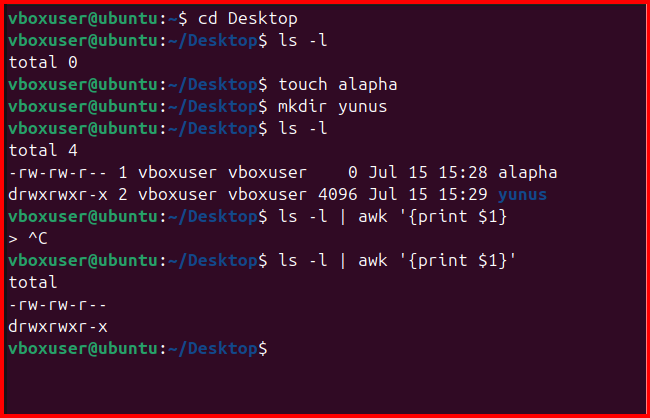 vboxuser@ubuntu:~$ cd Desktop
vboxuser@ubuntu:~/Desktop$ ls -l
total 0
vboxuser@ubuntu:~/Desktop$ touch alapha
vboxuser@ubuntu:~/Desktop$ mkdir yunus
vboxuser@ubuntu:~/Desktop$ ls -l
total 4
-rw-rw-r-- 1 vboxuser vboxuser    0 Jul 15 15:28 alapha
drwxrwxr-x 2 vboxuser vboxuser 4096 Jul 15 15:29 yunus
vboxuser@ubuntu:~/Desktop$ ls -l | awk '{print $1}
> ^C
vboxuser@ubuntu:~/Desktop$ ls -l | awk '{print $1}'
total
-rw-rw-r--
drwxrwxr-x
vboxuser@ubuntu:~/Desktop$